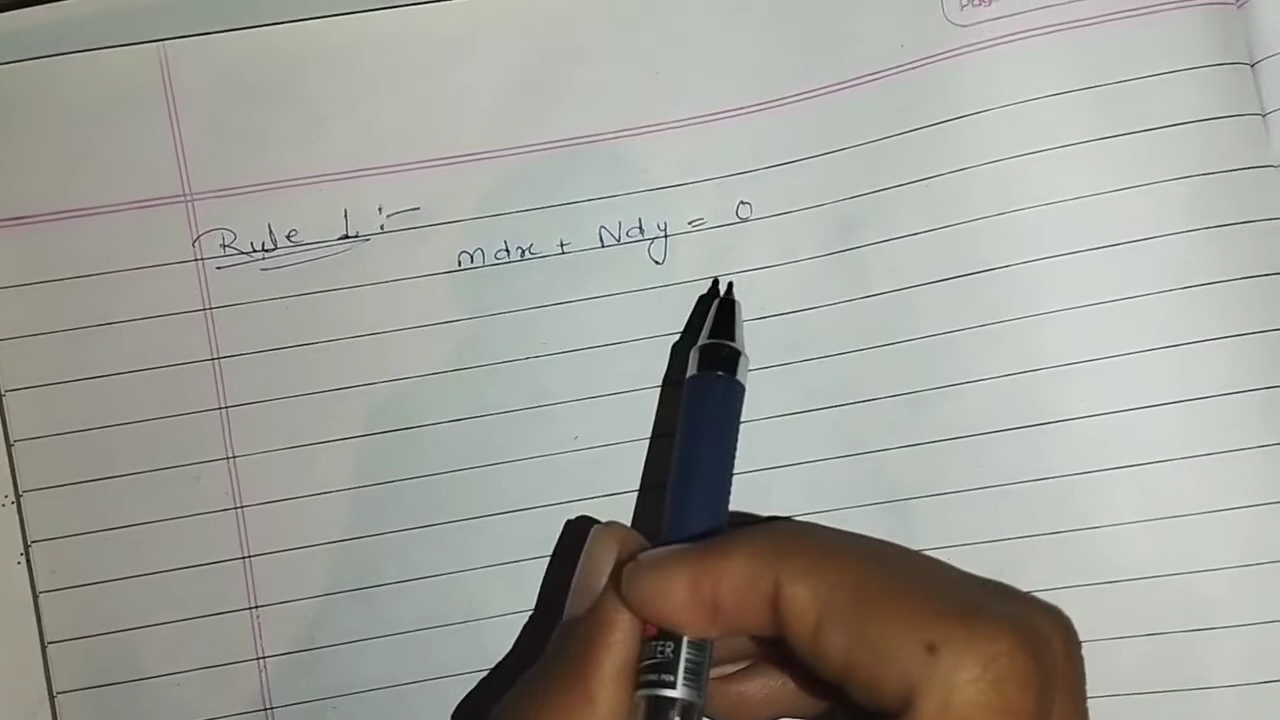 Rule 1 :-
mdx + Ndy = 0